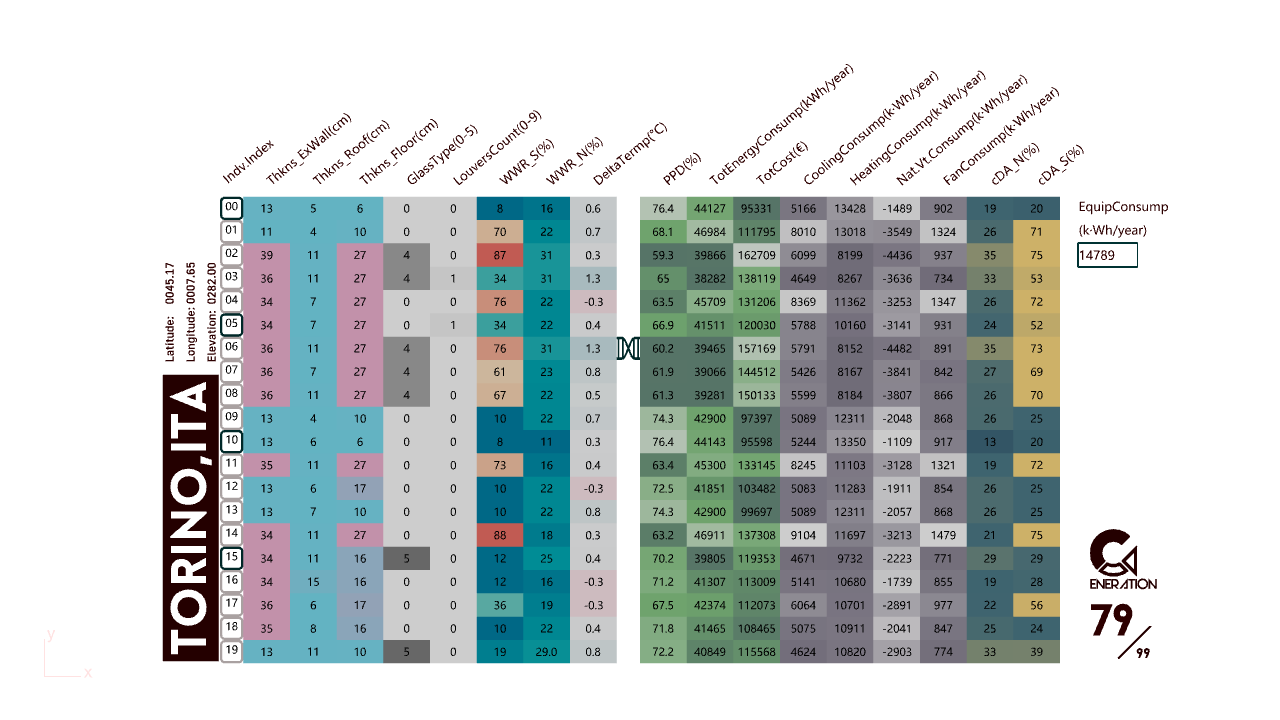 Indv.Index Thkns_ExWall(cm) Thkns_Roof(cm) Thkns_Floor(cm) GlassType(0-5) LouversCount(0-9) WWR_S(%) WWR_N(%) DeltaTermp(°C) PPD(%) TotEnergyConsump(kWh/year) TotCost(€) CoolingConsump(k·Wh/year) HeatingConsump(k·Wh/year) Nat.Vt.Consump(k·Wh/year) FanConsump(k·Wh/year) cDA_N(%) cDA_S(%)
00 13 5 6 0 0 8 16 0.6 76.4 44127 95331 5166 13428 -1489 902 19 20
01 11 4 10 0 0 70 22 0.7 68.1 46984 111795 8010 13018 -3549 1324 26 71
02 39 11 27 4 0 87 31 0.3 59.3 39866 162709 6099 8199 -4436 937 35 75
03 36 11 27 4 1 34 31 1.3 65 38282 138119 4649 8267 -3636 734 33 53
04 34 7 27 0 0 76 22 -0.3 63.5 45709 131206 8369 11362 -3253 1347 26 72
05 34 7 27 0 1 34 22 0.4 66.9 41511 120030 5788 10160 -3141 931 24 52
06 36 11 27 4 0 76 31 1.3 60.2 39465 157169 5791 8152 -4482 891 35 73
07 36 7 27 4 0 61 23 0.8 61.9 39066 144512 5426 8167 -3841 842 27 69
08 36 11 27 4 0 67 22 0.5 61.3 39281 150133 5599 8184 -3807 866 26 70
09 13 4 10 0 0 10 22 0.7 74.3 42900 97397 5089 12311 -2048 868 26 25
10 13 6 6 0 0 8 11 0.3 76.4 44143 95598 5244 13350 -1109 917 13 20
11 35 11 27 0 0 73 16 0.4 63.4 45300 133145 8245 11103 -3128 1321 19 72
12 13 6 17 0 0 10 22 -0.3 72.5 41851 103482 5083 11283 -1911 854 26 25
13 13 7 10 0 0 10 22 0.8 74.3 42900 99697 5089 12311 -2057 868 26 25
14 34 11 27 0 0 88 18 0.3 63.2 46911 137308 9104 11697 -3213 1479 21 75
15 34 11 16 5 0 12 25 0.4 70.2 39805 119353 4671 9732 -2223 771 29 29
16 34 15 16 0 0 12 16 -0.3 71.2 41307 113009 5141 10680 -1739 855 19 28
17 36 6 17 0 0 36 19 -0.3 67.5 42374 112073 6064 10701 -2891 977 22 56
18 35 8 16 0 0 10 22 0.4 71.8 41465 108465 5075 10911 -2041 847 25 24
19 13 11 10 5 0 19 29.0 0.8 72.2 40849 115568 4624 10820 -2903 774 33 39
Latitude: 0045.17
Longitude: 0007.65
Elevation: 0282.00
TORINO,ITA
EquipConsump
(k·Wh/year)
14789
ENERATION
79/99
y
x